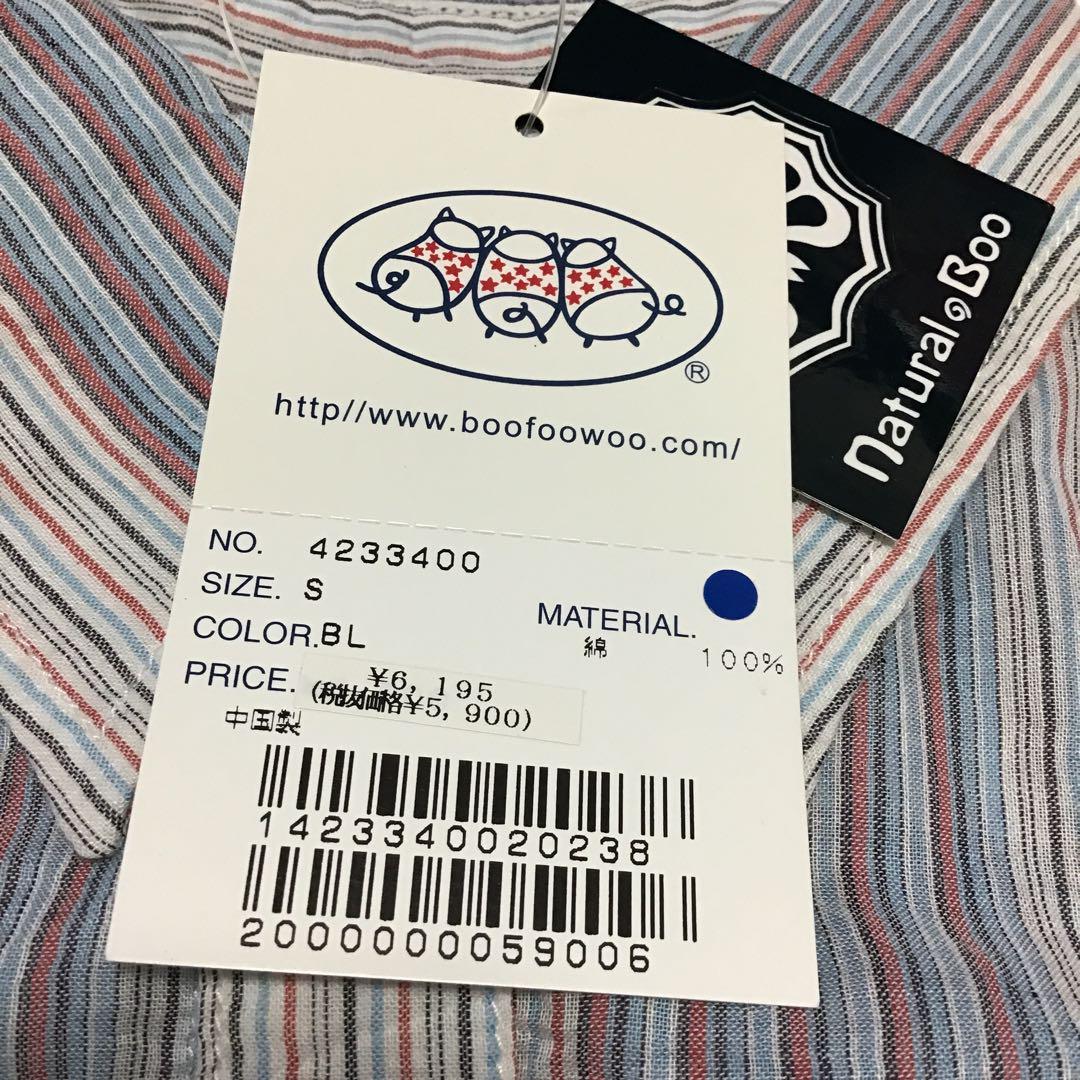 ®
http//www.boofoowoo.com/
Natural Boo
NO. 4233400
SIZE. S
COLOR. BL
MATERIAL.
綿 100%
PRICE. ¥6,195
(税抜価格¥5,900)
中国製
1423340020238
2000000059006